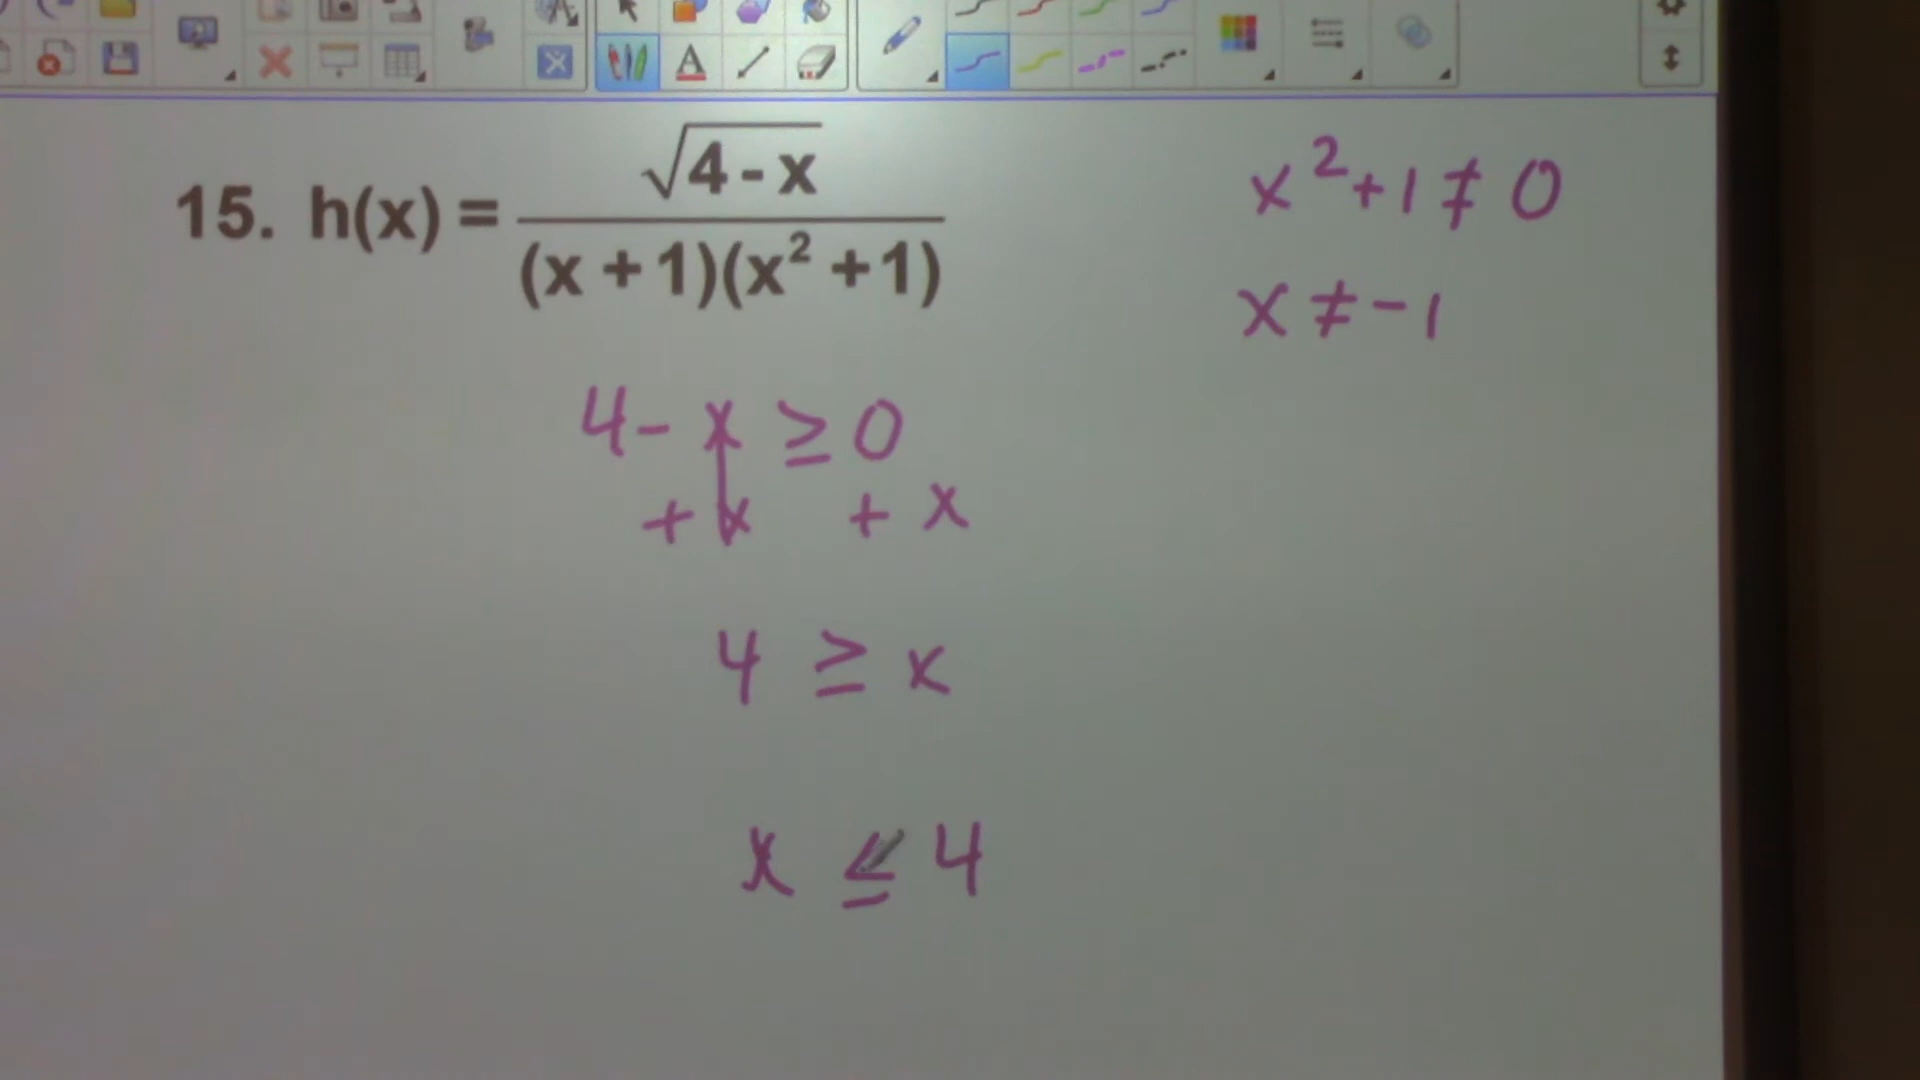 15. h(x) = √(4 - x) / (x + 1)(x² + 1)
x² + 1 ≠ 0
x ≠ - 1
4 - x ≥ 0
+ x + x
4 ≥ x
x ≤ 4